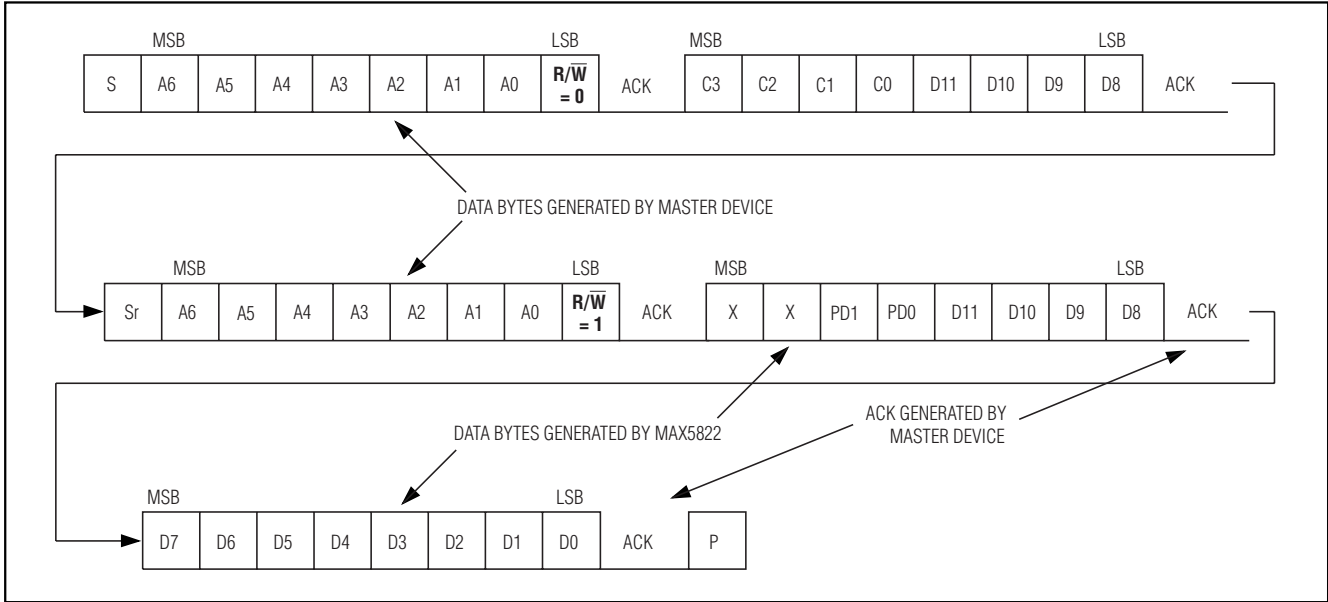 MSB LSB MSB LSB
S A6 A5 A4 A3 A2 A1 A0 R/W̅ = 0 ACK C3 C2 C1 C0 D11 D10 D9 D8 ACK
DATA BYTES GENERATED BY MASTER DEVICE
MSB LSB MSB LSB
Sr A6 A5 A4 A3 A2 A1 A0 R/W̅ = 1 ACK X X PD1 PD0 D11 D10 D9 D8 ACK
DATA BYTES GENERATED BY MAX5822
ACK GENERATED BY
MASTER DEVICE
MSB LSB
D7 D6 D5 D4 D3 D2 D1 D0 ACK P